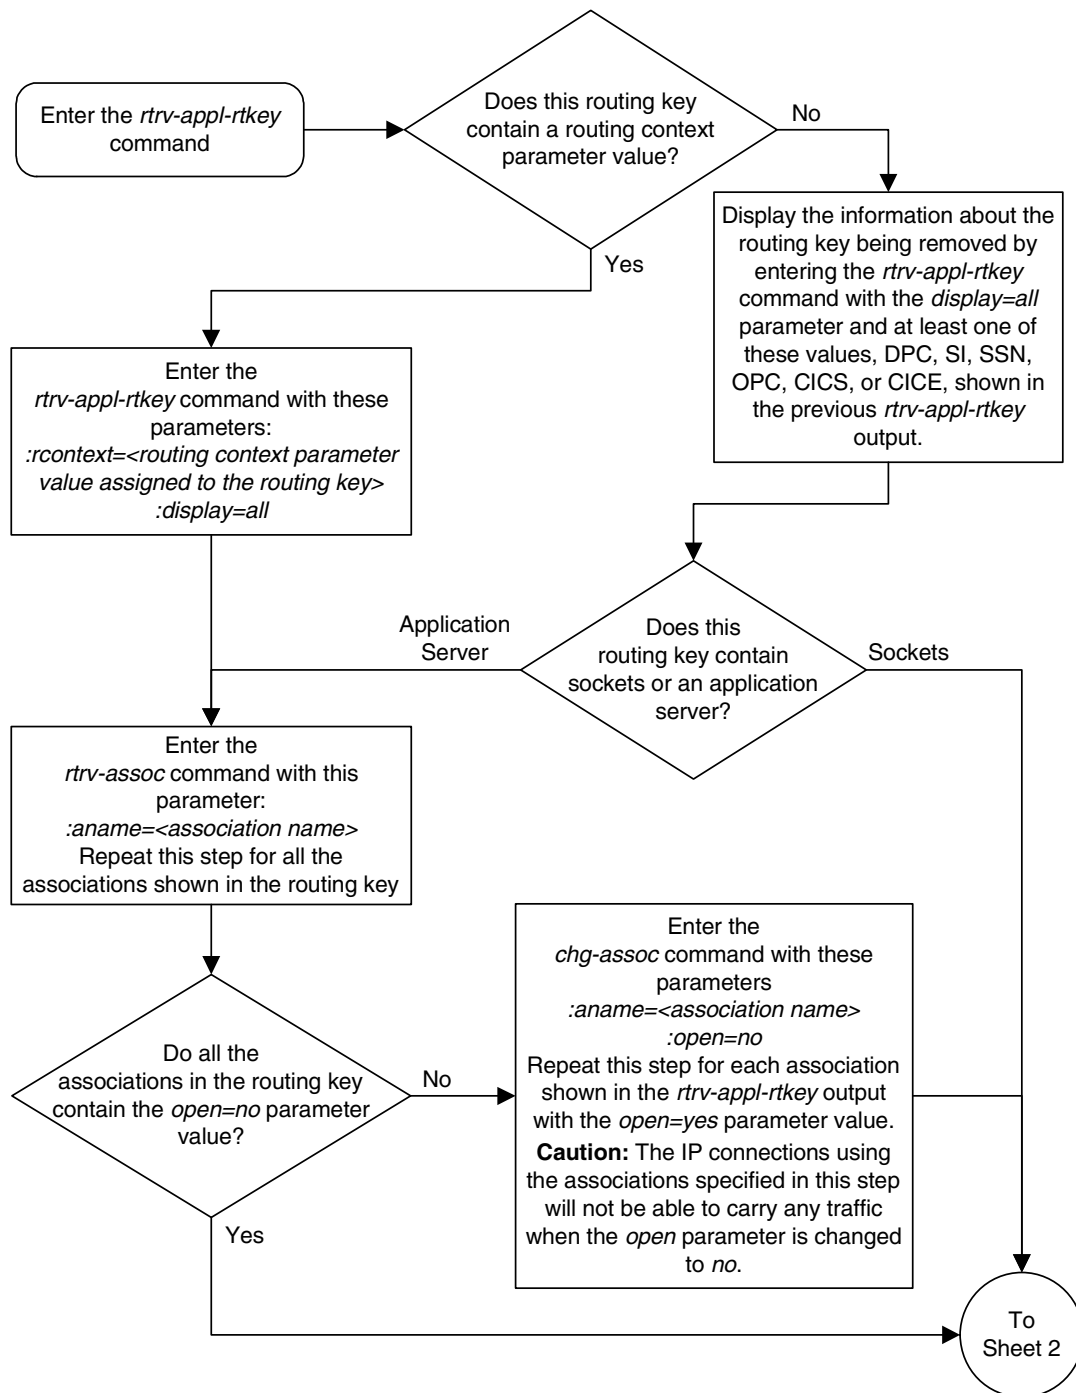 Enter the rtrv-appl-rtkey
command
Does this routing key
contain a routing context
parameter value?
No
Yes
Display the information about the
routing key being removed by
entering the rtrv-appl-rtkey
command with the display=all
parameter and at least one of
these values, DPC, SI, SSN,
OPC, CICS, or CICE, shown in
the previous rtrv-appl-rtkey
output.
Enter the
rtrv-appl-rtkey command with these
parameters:
:rcontext=<routing context parameter
value assigned to the routing key>
:display=all
Does this
routing key contain
sockets or an application
server?
Application
Server
Sockets
Enter the
rtrv-assoc command with this
parameter:
:aname=<association name>
Repeat this step for all the
associations shown in the routing key
Do all the
associations in the routing key
contain the open=no parameter
value?
No
Yes
Enter the
chg-assoc command with these
parameters
:aname=<association name>
:open=no
Repeat this step for each association
shown in the rtrv-appl-rtkey output
with the open=yes parameter value.
Caution: The IP connections using
the associations specified in this step
will not be able to carry any traffic
when the open parameter is changed
to no.
To
Sheet 2